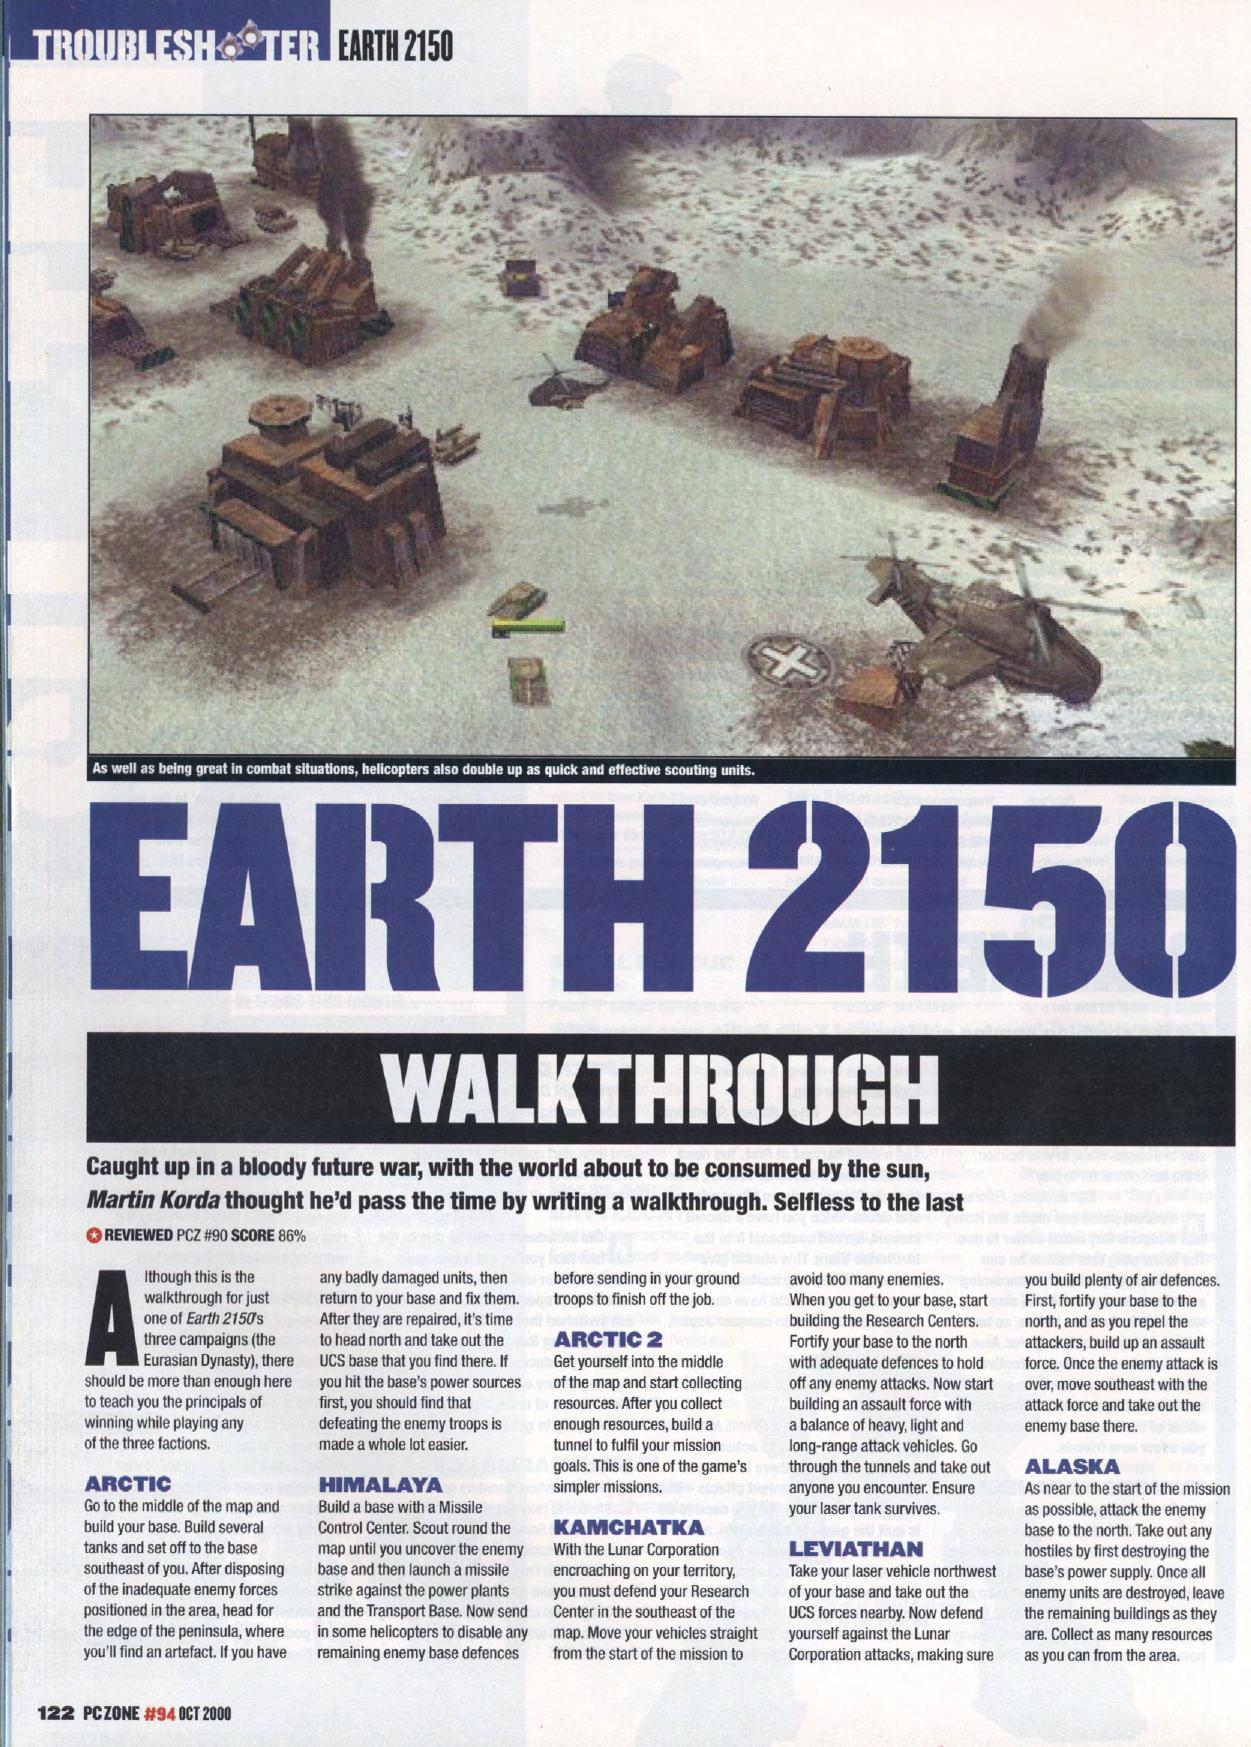 TROUBLESHOOTER EARTH 2150
As well as being great in combat situations, helicopters also double up as quick and effective scouting units.
EARTH 2150
WALKTHROUGH
Caught up in a bloody future war, with the world about to be consumed by the sun,
Martin Korda thought he'd pass the time by writing a walkthrough. Selfless to the last
REVIEWED PCZ #90 SCORE 86%
Although this is the
walkthrough for just
one of Earth 2150's
three campaigns (the
Eurasian Dynasty), there
should be more than enough here
to teach you the principals of
winning while playing any
of the three factions.
ARCTIC
Go to the middle of the map and
build your base. Build several
tanks and set off to the base
southeast of you. After disposing
of the inadequate enemy forces
positioned in the area, head for
the edge of the peninsula, where
you'll find an artefact. If you have
any badly damaged units, then
return to your base and fix them.
After they are repaired, it's time
to head north and take out the
UCS base that you find there. If
you hit the base's power sources
first, you should find that
defeating the enemy troops is
made a whole lot easier.
HIMALAYA
Build a base with a Missile
Control Center. Scout round the
map until you uncover the enemy
base and then launch a missile
strike against the power plants
and the Transport Base. Now send
in some helicopters to disable any
remaining enemy base defences
before sending in your ground
troops to finish off the job.
ARCTIC 2
Get yourself into the middle
of the map and start collecting
resources. After you collect
enough resources, build a
tunnel to fulfil your mission
goals. This is one of the game's
simpler missions.
KAMCHATKA
With the Lunar Corporation
encroaching on your territory,
you must defend your Research
Center in the southeast of the
map. Move your vehicles straight
from the start of the mission to
avoid too many enemies.
When you get to your base, start
building the Research Centers.
Fortify your base to the north
with adequate defences to hold
off any enemy attacks. Now start
building an assault force with
a balance of heavy, light and
long-range attack vehicles. Go
through the tunnels and take out
anyone you encounter. Ensure
your laser tank survives.
LEVIATHAN
Take your laser vehicle northwest
of your base and take out the
UCS forces nearby. Now defend
yourself against the Lunar
Corporation attacks, making sure
you build plenty of air defences.
First, fortify your base to the
north, and as you repel the
attackers, build up an assault
force. Once the enemy attack is
over, move southeast with the
attack force and take out the
enemy base there.
ALASKA
As near to the start of the mission
as possible, attack the enemy
base to the north. Take out any
hostiles by first destroying the
base's power supply. Once all
enemy units are destroyed, leave
the remaining buildings as they
are. Collect as many resources
as you can from the area.
122 PCZONE #94 OCT 2000